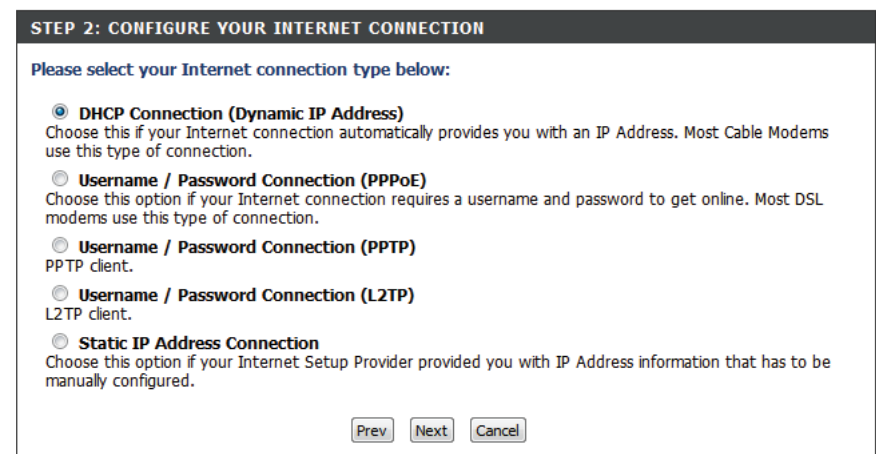 STEP 2: CONFIGURE YOUR INTERNET CONNECTION
Please select your Internet connection type below:
DHCP Connection (Dynamic IP Address)
Choose this if your Internet connection automatically provides you with an IP Address. Most Cable Modems
use this type of connection.
Username / Password Connection (PPPoE)
Choose this option if your Internet connection requires a username and password to get online. Most DSL
modems use this type of connection.
Username / Password Connection (PPTP)
PPTP client.
Username / Password Connection (L2TP)
L2TP client.
Static IP Address Connection
Choose this option if your Internet Setup Provider provided you with IP Address information that has to be
manually configured.
Prev Next Cancel